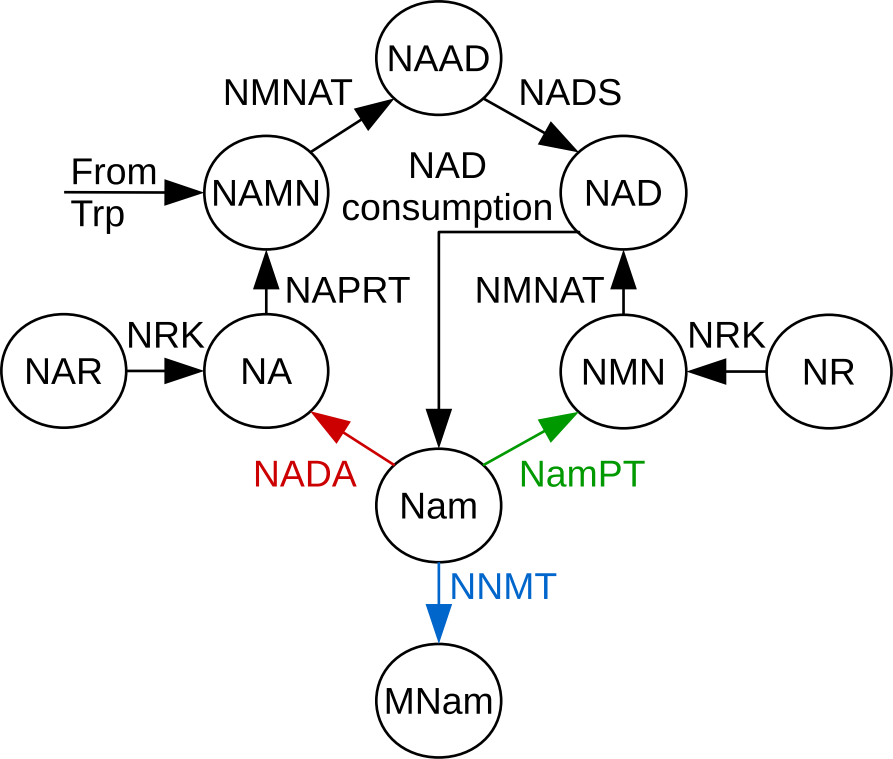 NAAD
NMNAT
NADS
From
Trp
NAMN
NAD
consumption
NAD
NAPRT
NMNAT
NAR
NRK
NA
NMN
NRK
NR
NADA
Nam
NamPT
NNMT
MNam